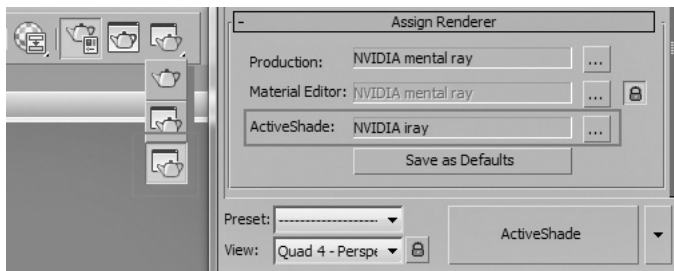 - Assign Renderer
Production: NVIDIA mental ray ...
Material Editor: NVIDIA mental ray ...
ActiveShade: NVIDIA iray ...
Save as Defaults
Preset: --------------------
View: Quad 4 - Perspe
ActiveShade